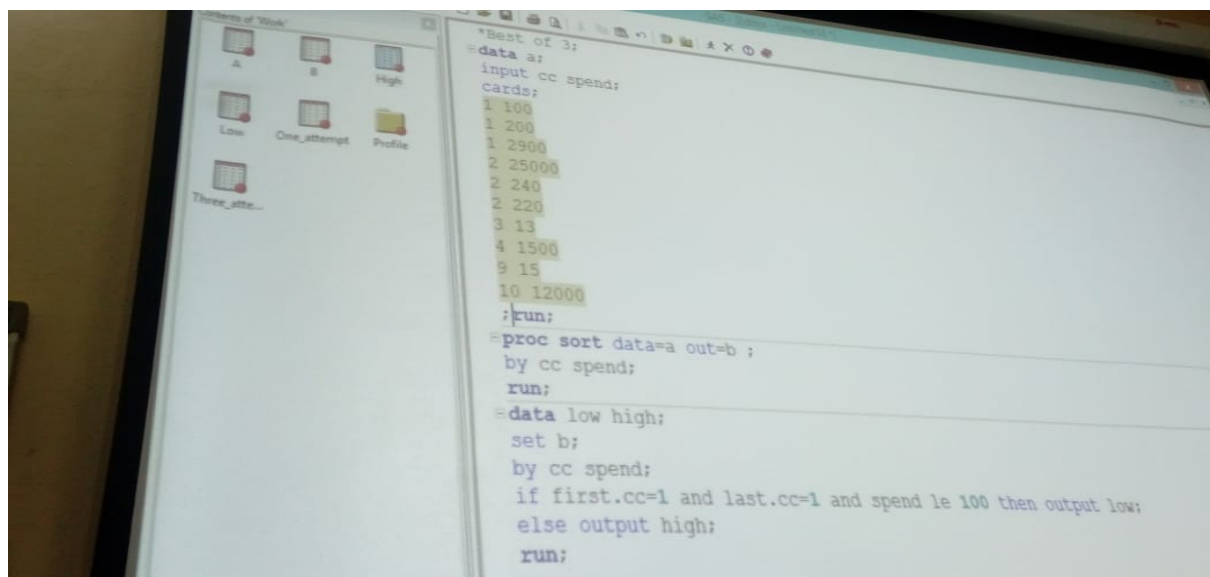 Contents of 'Work'
A
B
High
Low
One_attempt
Profile
Three_atte...
*Best of 3;
data a;
input cc spend;
cards;
1 100
1 200
1 2900
2 25000
2 240
2 220
3 13
4 1500
9 15
10 12000
;run;
proc sort data=a out=b ;
by cc spend;
run;
data low high;
set b;
by cc spend;
if first.cc=1 and last.cc=1 and spend le 100 then output low;
else output high;
run;